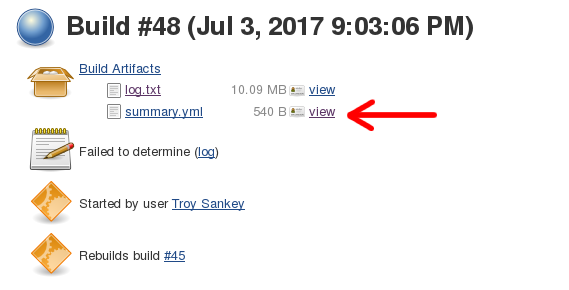 Build #48 (Jul 3, 2017 9:03:06 PM)
Build Artifacts
log.txt 10.09 MB view
summary.yml 540 B view
Failed to determine (log)
Started by user Troy Sankey
Rebuilds build #45